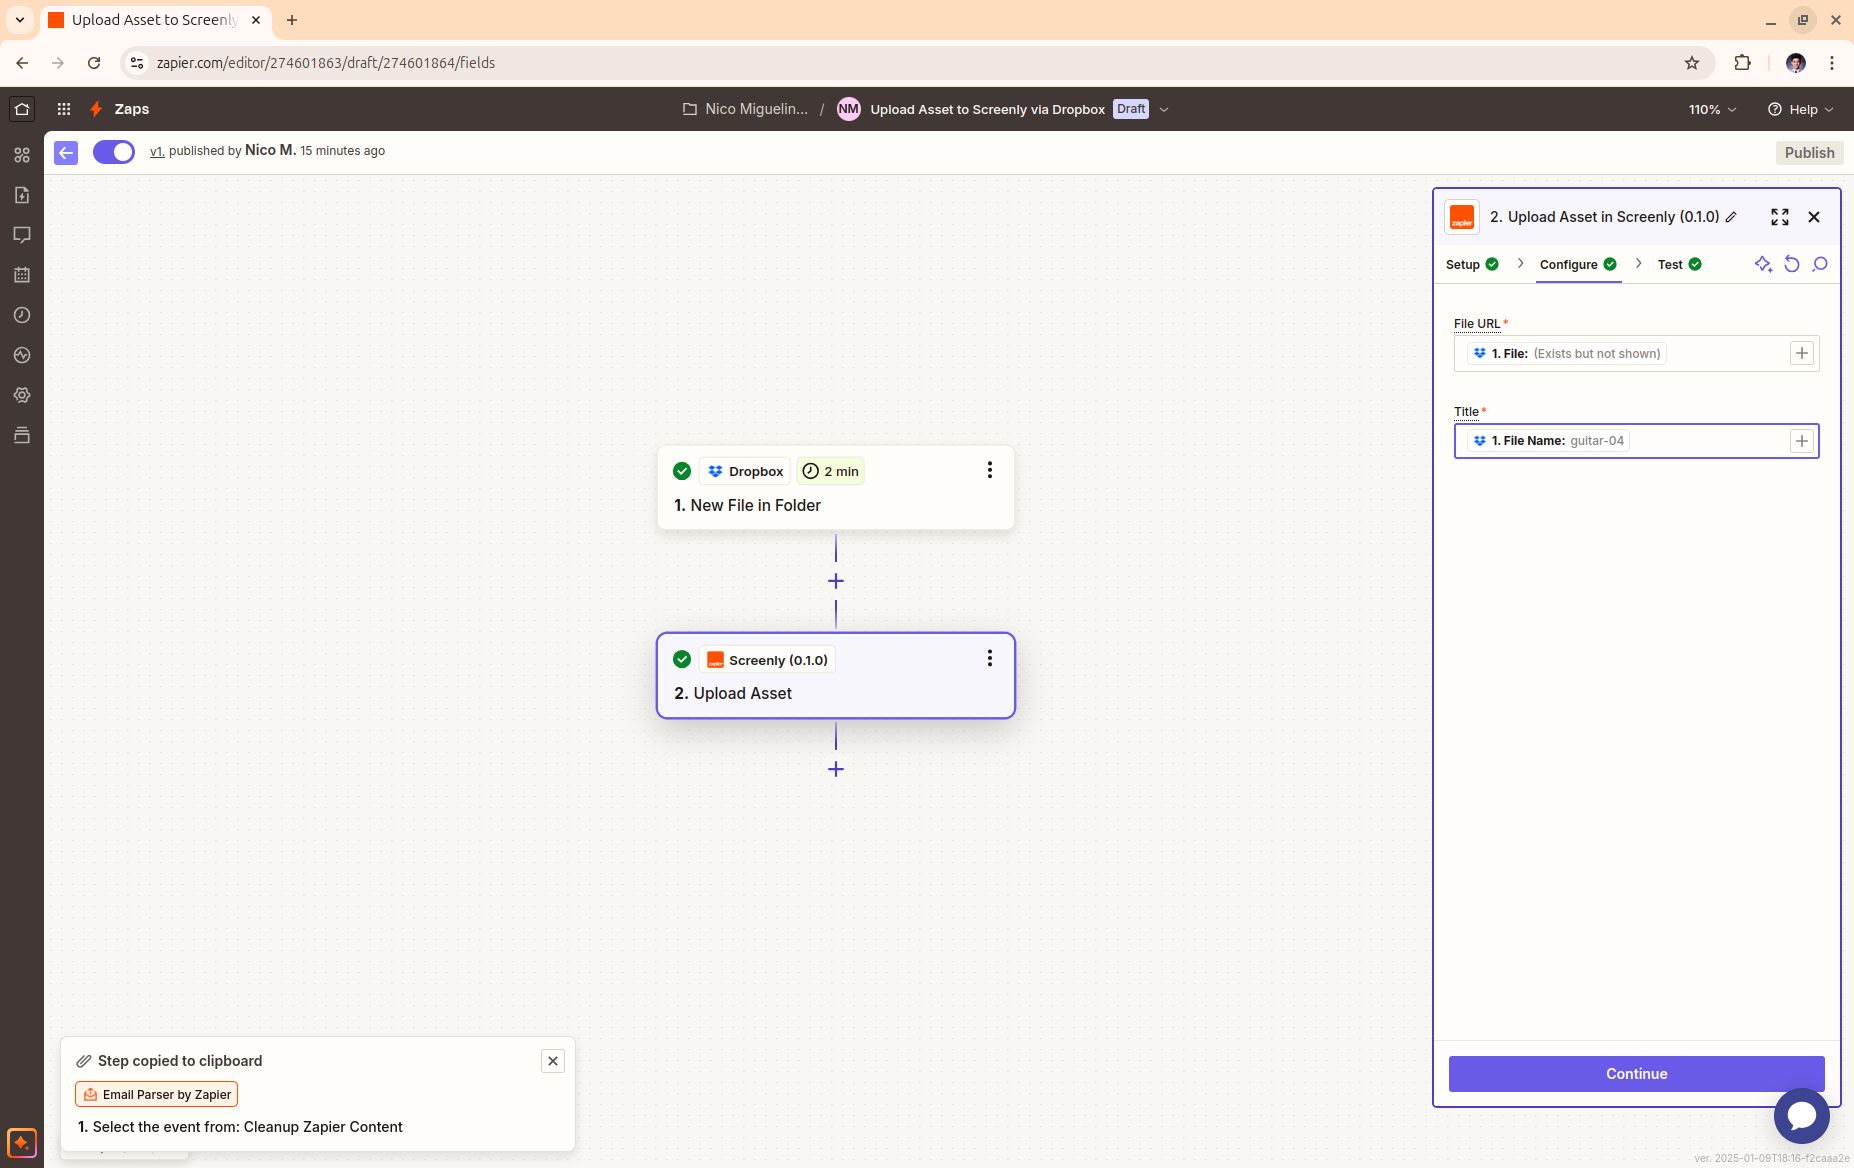 Upload Asset to Screenly
zapier.com/editor/274601863/draft/274601864/fields
Zaps
Nico Miguelin... / NM Upload Asset to Screenly via Dropbox Draft
110%
Help
v1. published by Nico M. 15 minutes ago
Publish
zapier
2. Upload Asset in Screenly (0.1.0)
Setup
Configure
Test
File URL *
1. File: (Exists but not shown)
Title *
1. File Name: guitar-04
Dropbox
2 min
1. New File in Folder
zapier
Screenly (0.1.0)
2. Upload Asset
Step copied to clipboard
Email Parser by Zapier
1. Select the event from: Cleanup Zapier Content
Continue
ver. 2025-01-09T18:16-f2caaa2e